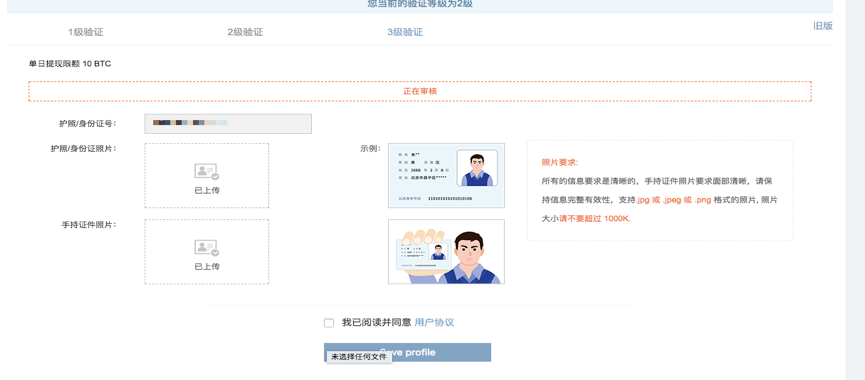 您当前的验证等级为2级
1级验证 2级验证 3级验证 旧版
单日提现限额 10 BTC
正在审核
护照/身份证号:
护照/身份证照片:
已上传
示例:
照片要求:
所有的信息要求是清晰的, 手持证件照片要求面部清晰, 请保
持信息完整有效性, 支持.jpg 或 .jpeg 或 .png 格式的照片, 照片
大小请不要超过 1000K.
手持证件照片:
已上传
我已阅读并同意 用户协议
ve profile
未选择任何文件